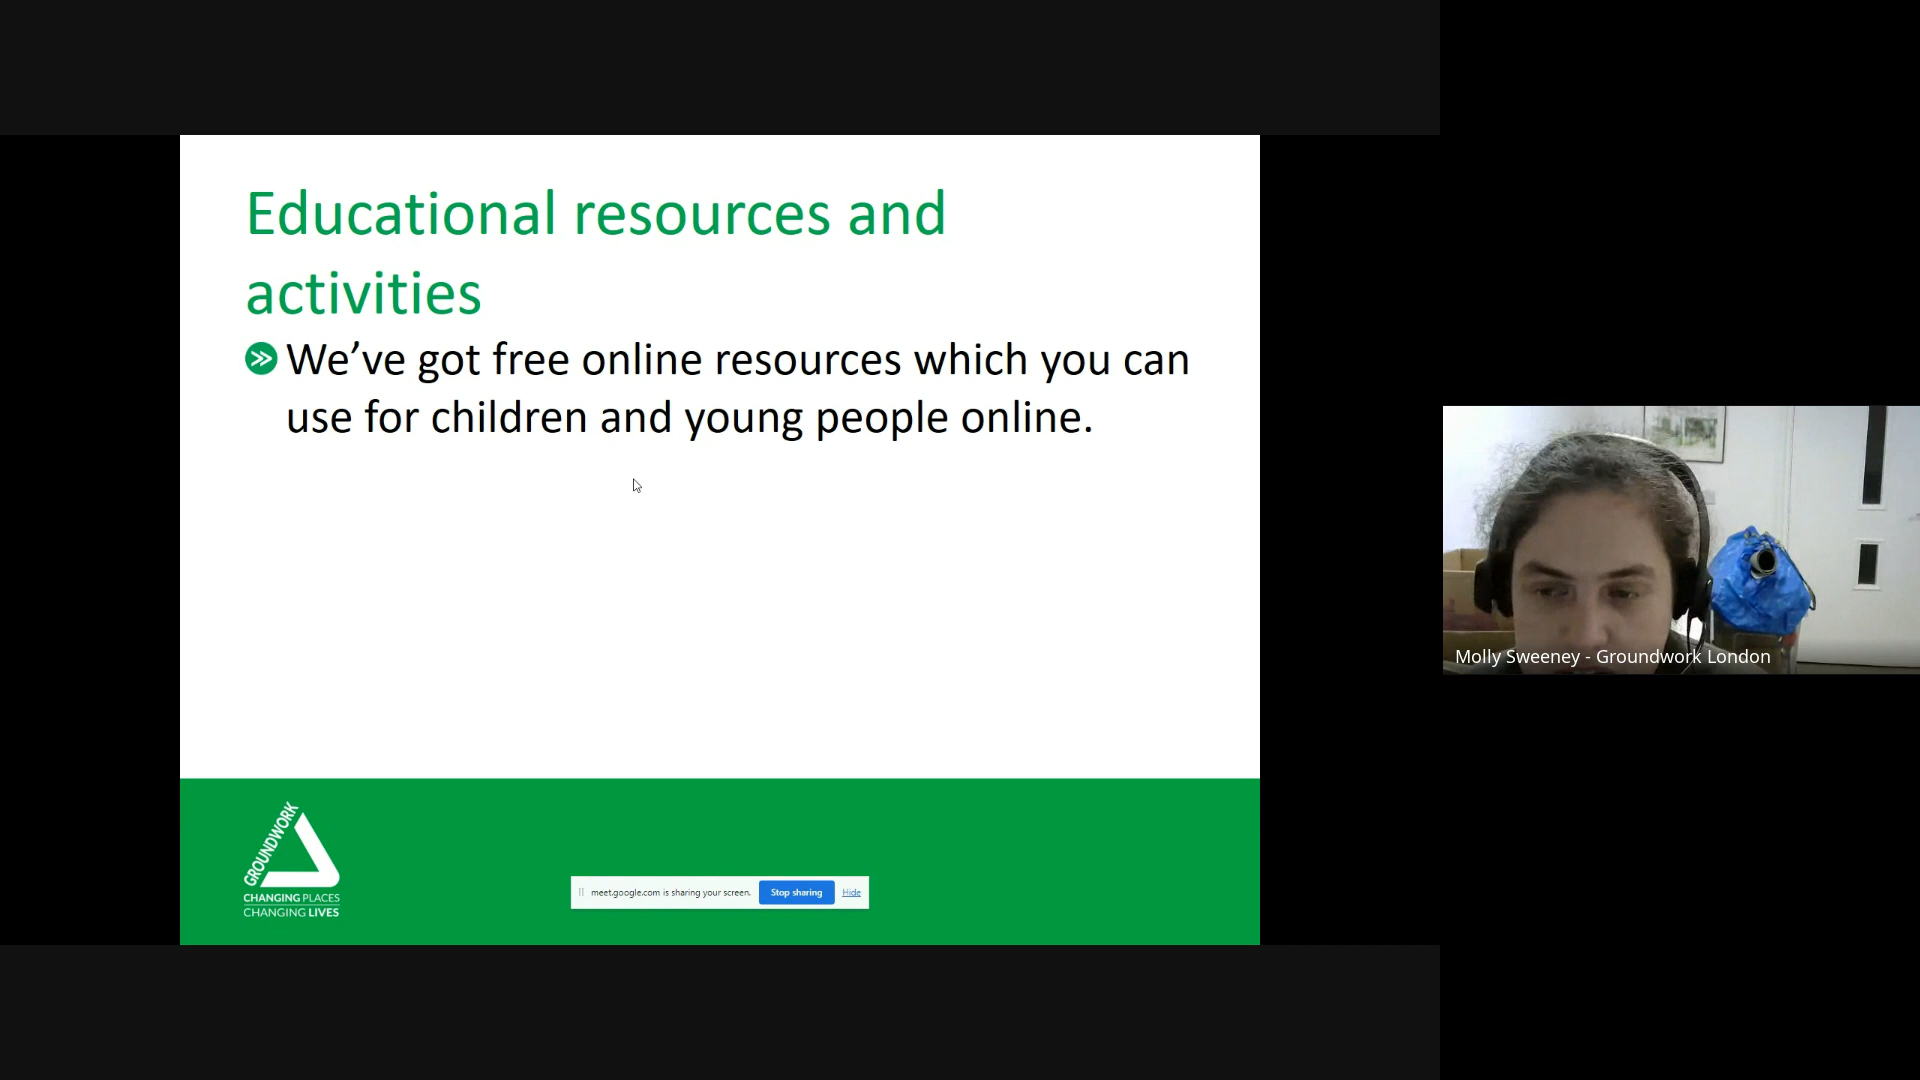 Educational resources and
activities
We’ve got free online resources which you can
use for children and young people online.
GROUNDWORK
CHANGING PLACES
CHANGING LIVES
meet.google.com is sharing your screen.
Stop sharing
Hide
Molly Sweeney - Groundwork London